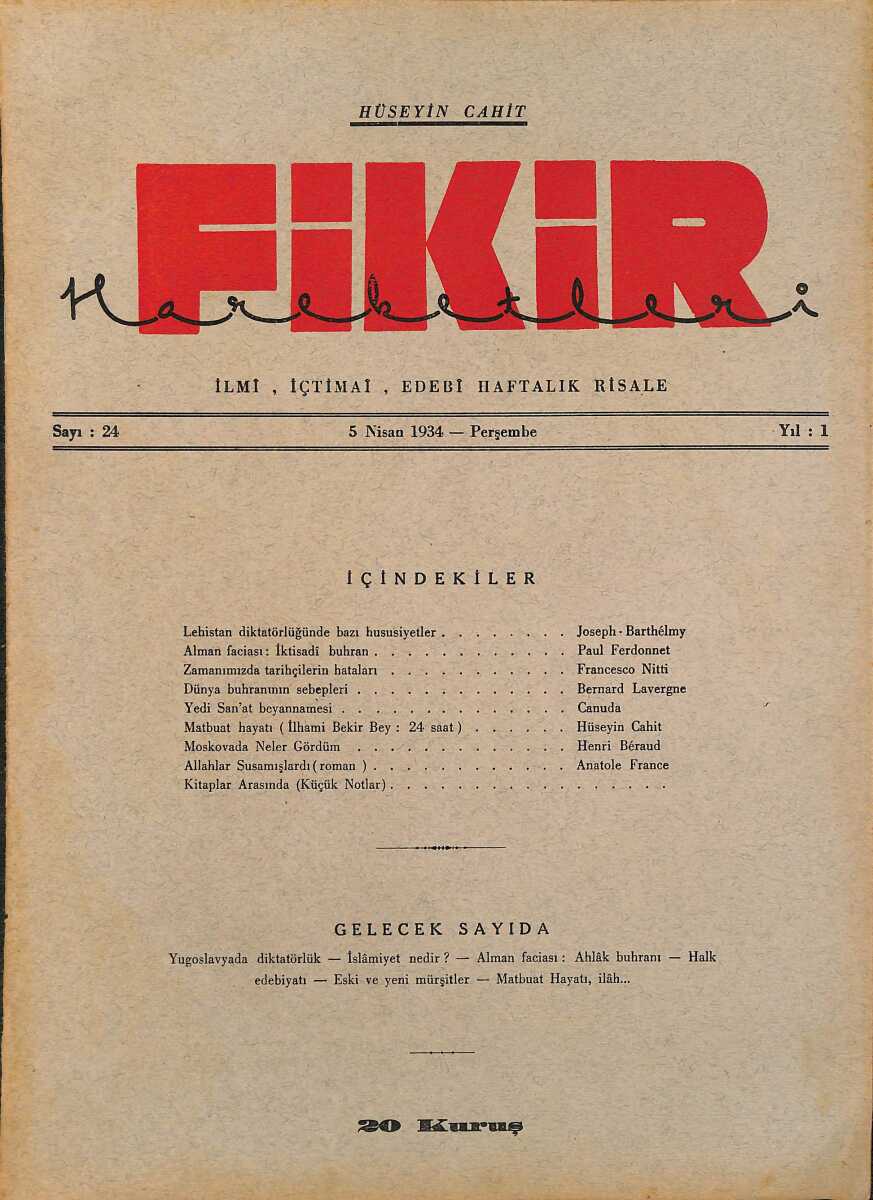 HÜSEYİN CAHİT
FİKİR
Hareketleri
İLMÎ , İÇTİMAÎ , EDEBÎ HAFTALIK RİSALE
Sayı : 24 5 Nisan 1934 — Perşembe Yıl : 1
İÇİNDEKİLER
Lehistan diktatörlüğünde bazı hususiyetler . . . . . . . . Joseph - Barthélmy
Alman faciası : İktisadî buhran . . . . . . . . . . . . Paul Ferdonnet
Zamanımızda tarihçilerin hataları . . . . . . . . . . . Francesco Nitti
Dünya buhranının sebepleri . . . . . . . . . . . . . Bernard Lavergne
Yedi San'at beyannamesi . . . . . . . . . . . . . . Canuda
Matbuat hayatı ( İlhami Bekir Bey : 24 saat ) . . . . . . Hüseyin Cahit
Moskovada Neler Gördüm . . . . . . . . . . . . . Henri Béraud
Allahlar Susamışlardı ( roman ) . . . . . . . . . . . . Anatole France
Kitaplar Arasında (Küçük Notlar) . . . . . . . . . . . . . . . . .
GELECEK SAYIDA
Yugoslavyada diktatörlük — İslâmiyet nedir ? — Alman faciası : Ahlâk buhranı — Halk
edebiyatı — Eski ve yeni mürşitler — Matbuat Hayatı, ilâh...
20 Kuruş